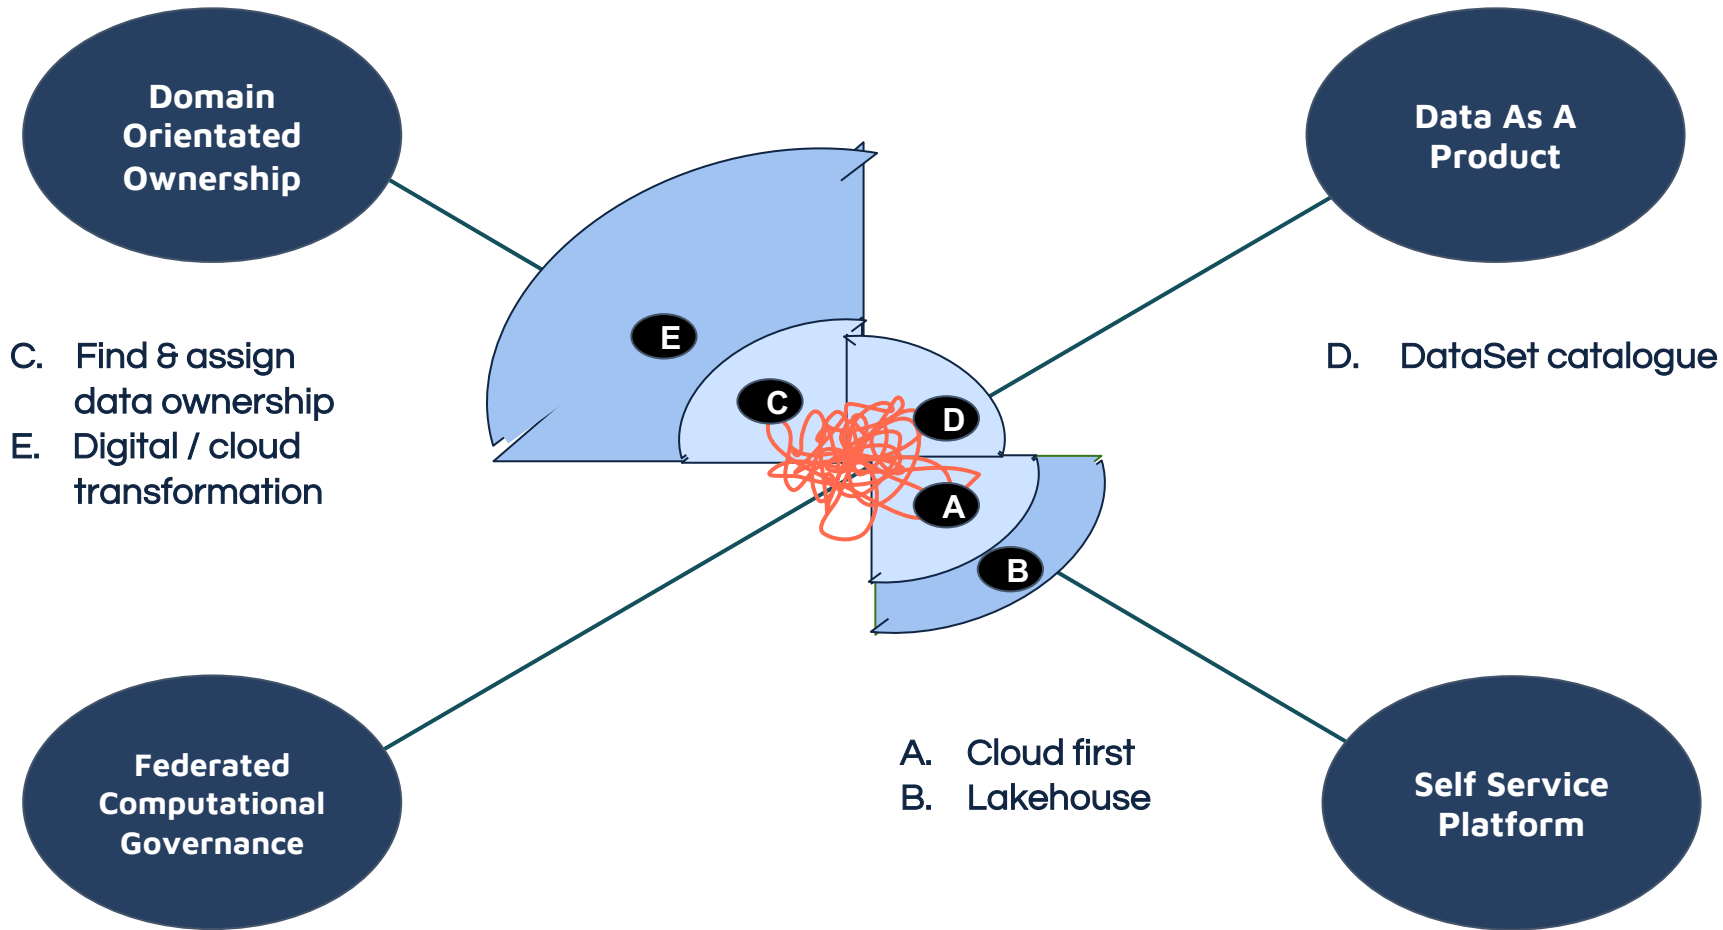 Domain
Orientated
Ownership
Data As A
Product
C. Find & assign
data ownership
E. Digital / cloud
transformation
D. DataSet catalogue
E
C
D
A
B
A. Cloud first
B. Lakehouse
Federated
Computational
Governance
Self Service
Platform